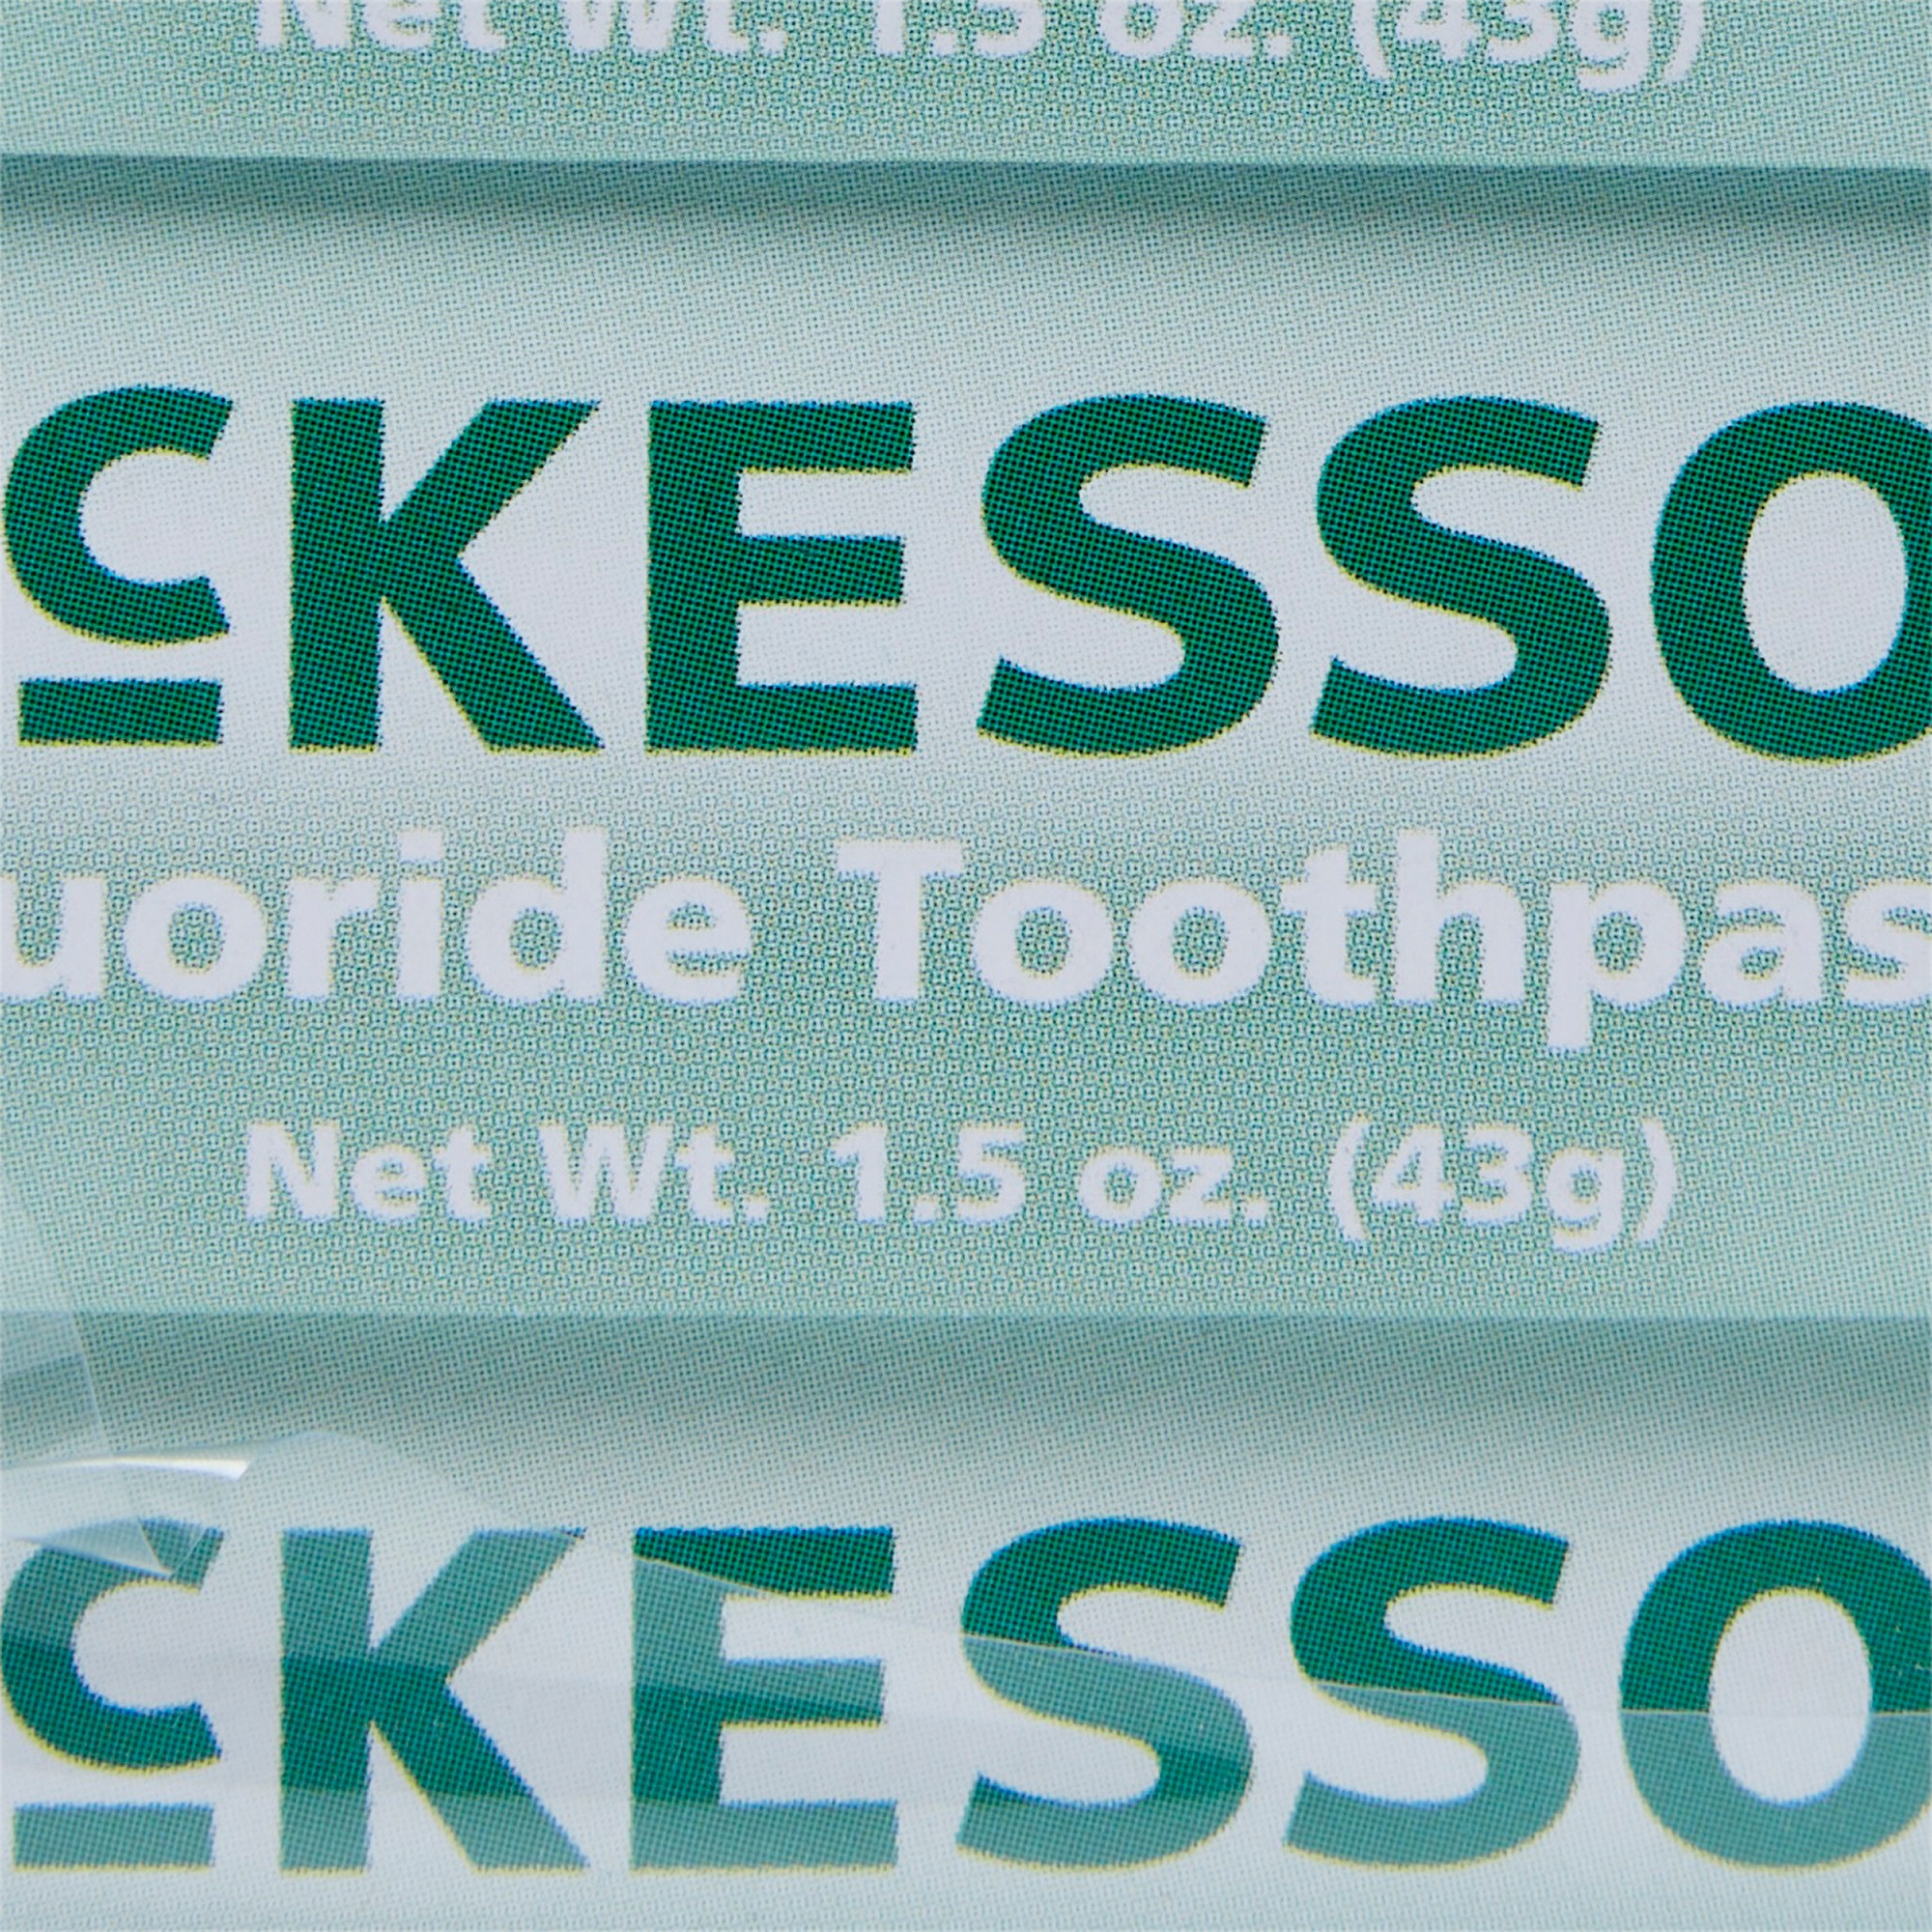 Net Wt. 1.5 oz. (43g)
cKESSO
uoride Toothpas
Net Wt. 1.5 oz. (43g)
cKESSO